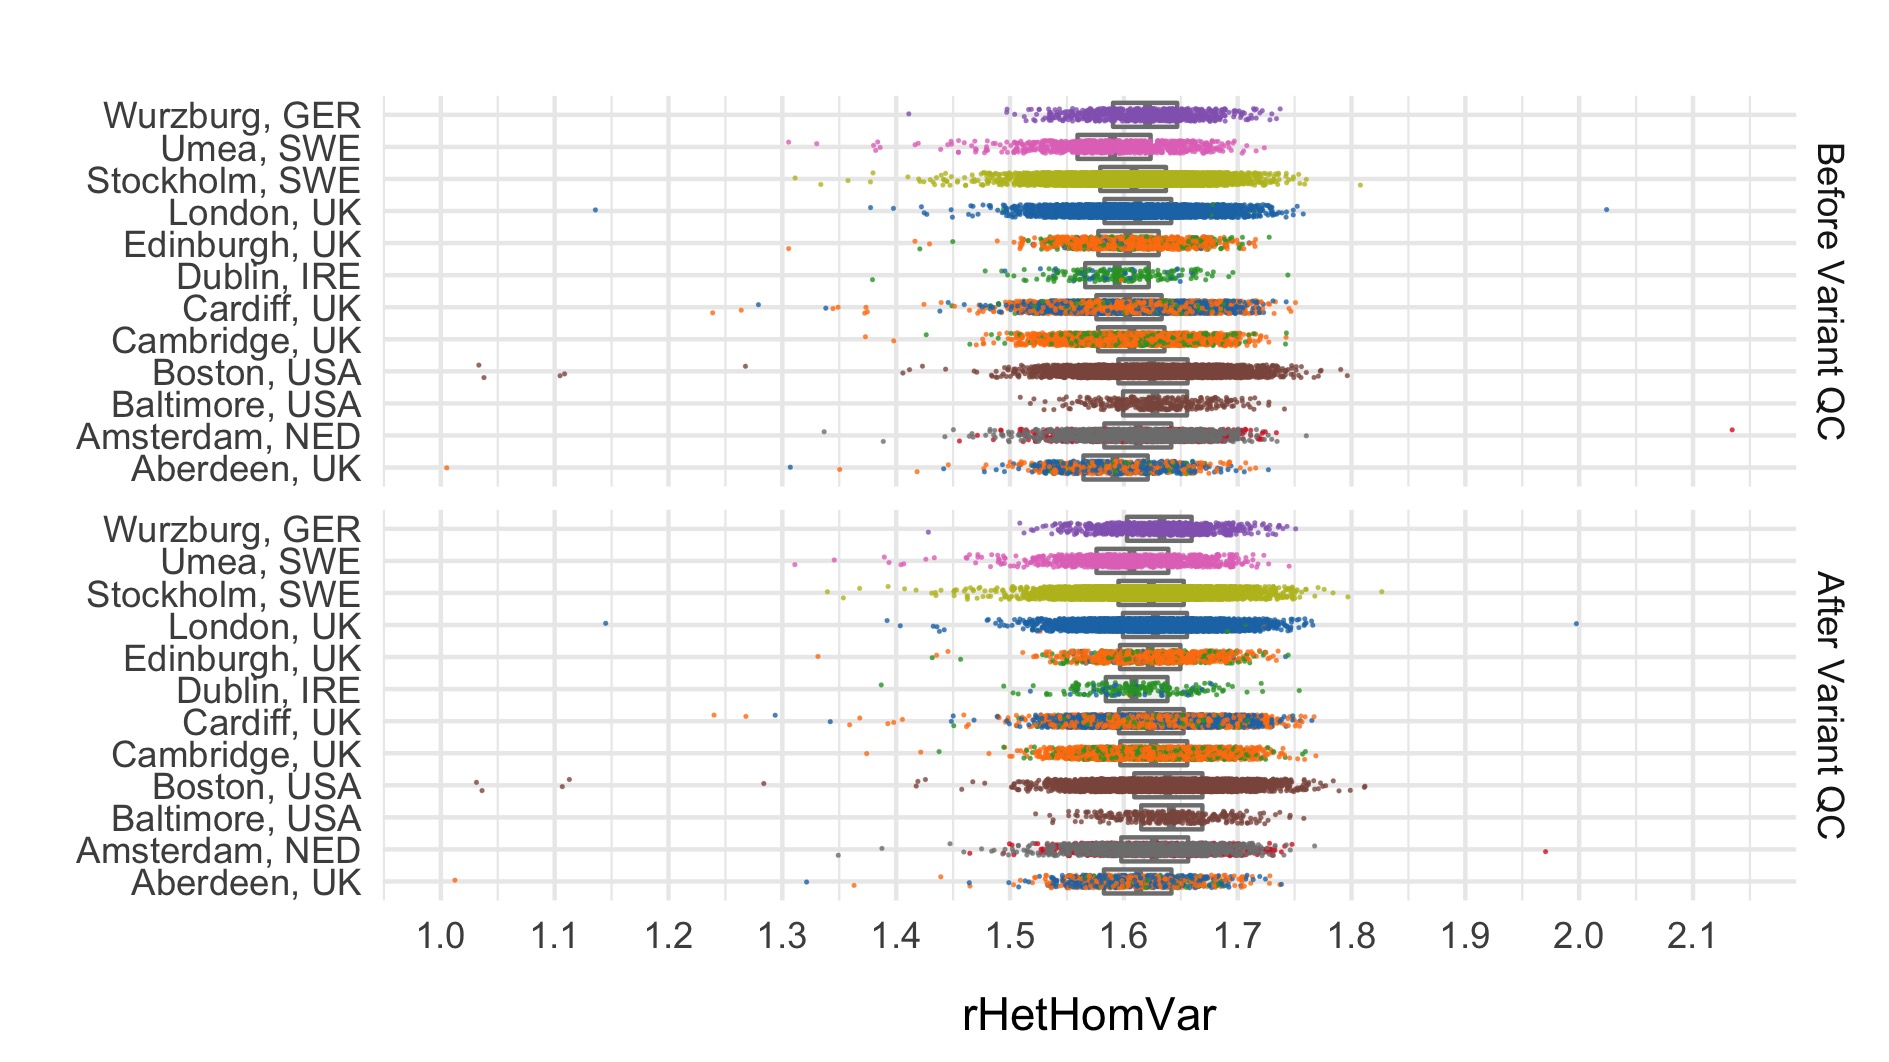 Wurzburg, GER
Umea, SWE
Stockholm, SWE
London, UK
Edinburgh, UK
Dublin, IRE
Cardiff, UK
Cambridge, UK
Boston, USA
Baltimore, USA
Amsterdam, NED
Aberdeen, UK
Before Variant QC
Wurzburg, GER
Umea, SWE
Stockholm, SWE
London, UK
Edinburgh, UK
Dublin, IRE
Cardiff, UK
Cambridge, UK
Boston, USA
Baltimore, USA
Amsterdam, NED
Aberdeen, UK
After Variant QC
1.0 1.1 1.2 1.3 1.4 1.5 1.6 1.7 1.8 1.9 2.0 2.1
rHetHomVar